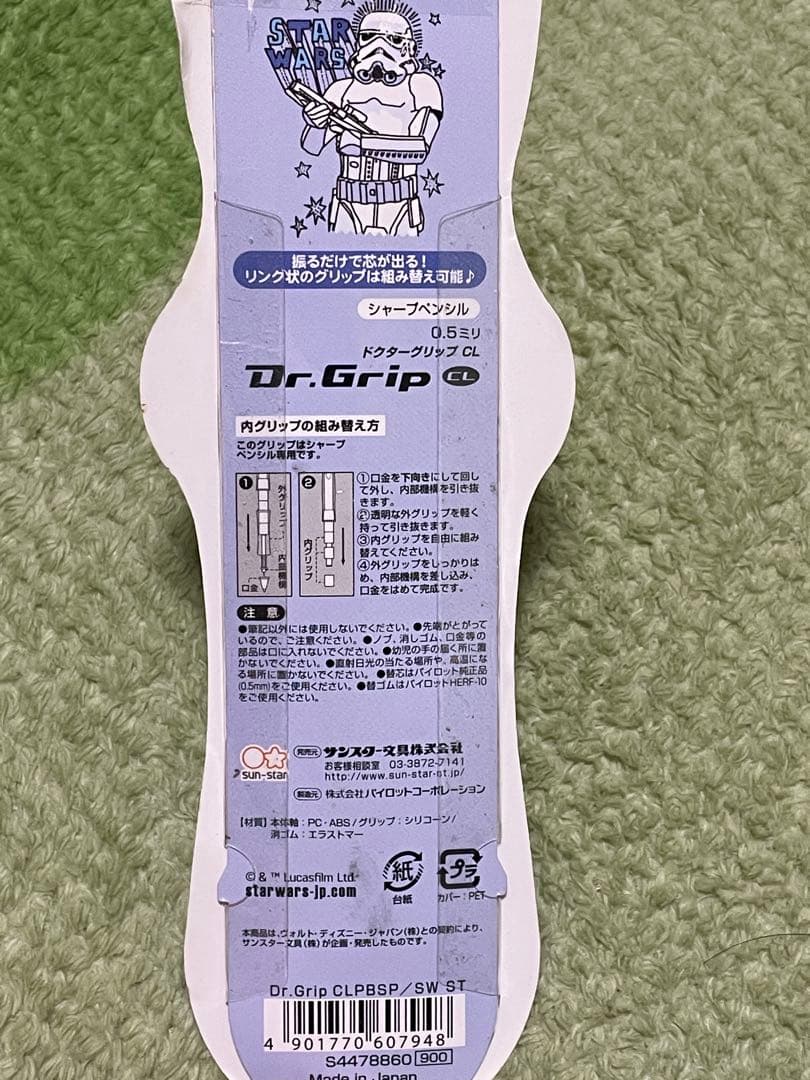 STAR
WARS
振るだけで芯が出る！
リング状のグリップは組み替え可能♪
シャープペンシル
0.5ミリ
ドクターグリップ CL
Dr.Grip CL
内グリップの組み替え方
このグリップはシャープ
ペンシル専用です。
① 外グリップ 内部機構 口金
② 内グリップ
①口金を下向きにして回し
て外し、内部機構を引き抜
きます。
②透明な外グリップを軽く
持って引き抜きます。
③内グリップを自由に組み
替えてください。
④外グリップをしっかりは
め、内部機構を差し込み、
口金をはめて完成です。
注意
●筆記以外には使用しないでください。●先端がとがって
いるので、ご注意ください。●ノブ、消しゴム、口金等の
部品は口に入れないでください。●幼児の手の届く所に置
かないでください。●直射日光の当たる場所や、高温にな
る場所に置かないでください。●替芯はパイロット純正品
(0.5mm)をご使用ください。●替ゴムはパイロットHERF-10
をご使用ください。
sun-star
発売元 サンスター文具株式会社
お客様相談室 03-3872-7141
http://www.sun-star-st.jp/
製造元 株式会社パイロットコーポレーション
【材質】本体軸：PC・ABS/グリップ：シリコーン/
消ゴム：エラストマー
© & ™ Lucasfilm Ltd.
starwars-jp.com
紙
台紙
プラ
カバー：PET
本商品は、ウォルト・ディズニー・ジャパン(株)との契約により、
サンスター文具(株)が企画・発売したものです。
Dr.Grip CLPBSP／SW ST
4 901770 607948
S4478860 900
Made in Japan